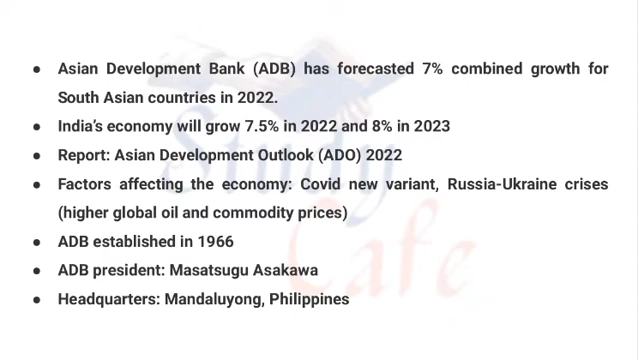 ● Asian Development Bank (ADB) has forecasted 7% combined growth for
South Asian countries in 2022.
● India's economy will grow 7.5% in 2022 and 8% in 2023
● Report: Asian Development Outlook (ADO) 2022
● Factors affecting the economy: Covid new variant, Russia-Ukraine crises
(higher global oil and commodity prices)
● ADB established in 1966
● ADB president: Masatsugu Asakawa
● Headquarters: Mandaluyong, Philippines
Study
Cafe